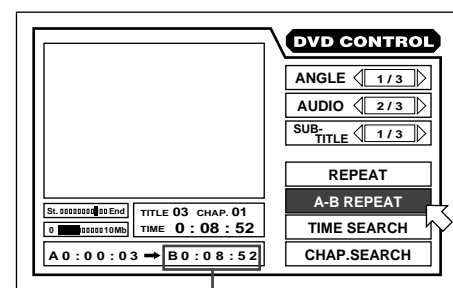 DVD CONTROL
ANGLE 1 / 3
AUDIO 2 / 3
SUB-TITLE 1 / 3
REPEAT
A-B REPEAT
TIME SEARCH
CHAP.SEARCH
St. End
0 10Mb
TITLE 03 CHAP. 01
TIME 0 : 08 : 52
A 0 : 00 : 03 ➞ B 0 : 08 : 52